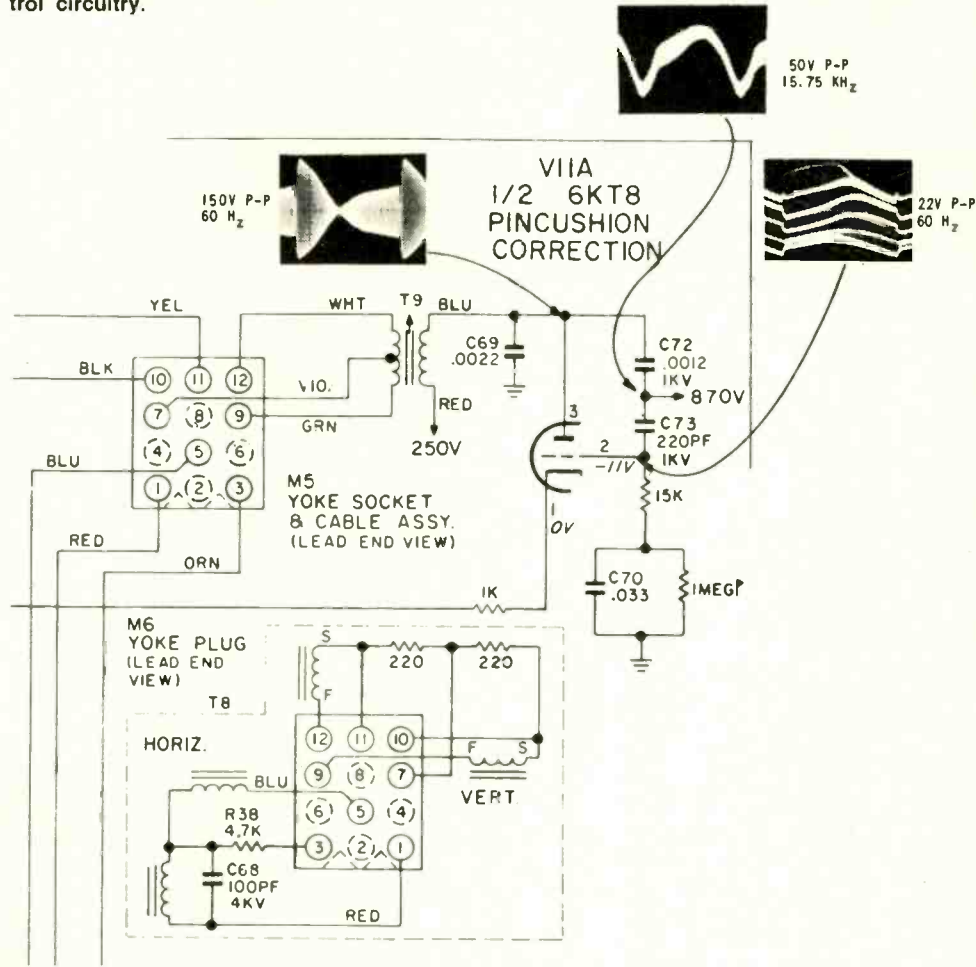 trol circuitry.
50V P-P
15.75 KHz
150V P-P
60 Hz
V11A
1/2 6KT8
PINCUSHION
CORRECTION
22V P-P
60 Hz
YEL
WHT
T9
BLU
C69
.0022
C72
.0012
1KV
870V
BLK
10
11
12
VIO.
RED
7
8
9
GRN
250V
3
C73
220PF
1KV
2
-11V
4
5
6
BLU
1
2
3
M5
YOKE SOCKET
& CABLE ASSY.
(LEAD END VIEW)
1
0V
15K
RED
ORN
C70
.033
1MEG
1K
M6
YOKE PLUG
(LEAD END
VIEW)
S
220
220
F
T8
HORIZ.
12
11
10
F
S
9
8
7
VERT.
BLU
6
5
4
R38
4.7K
3
2
1
C68
100PF
4KV
RED